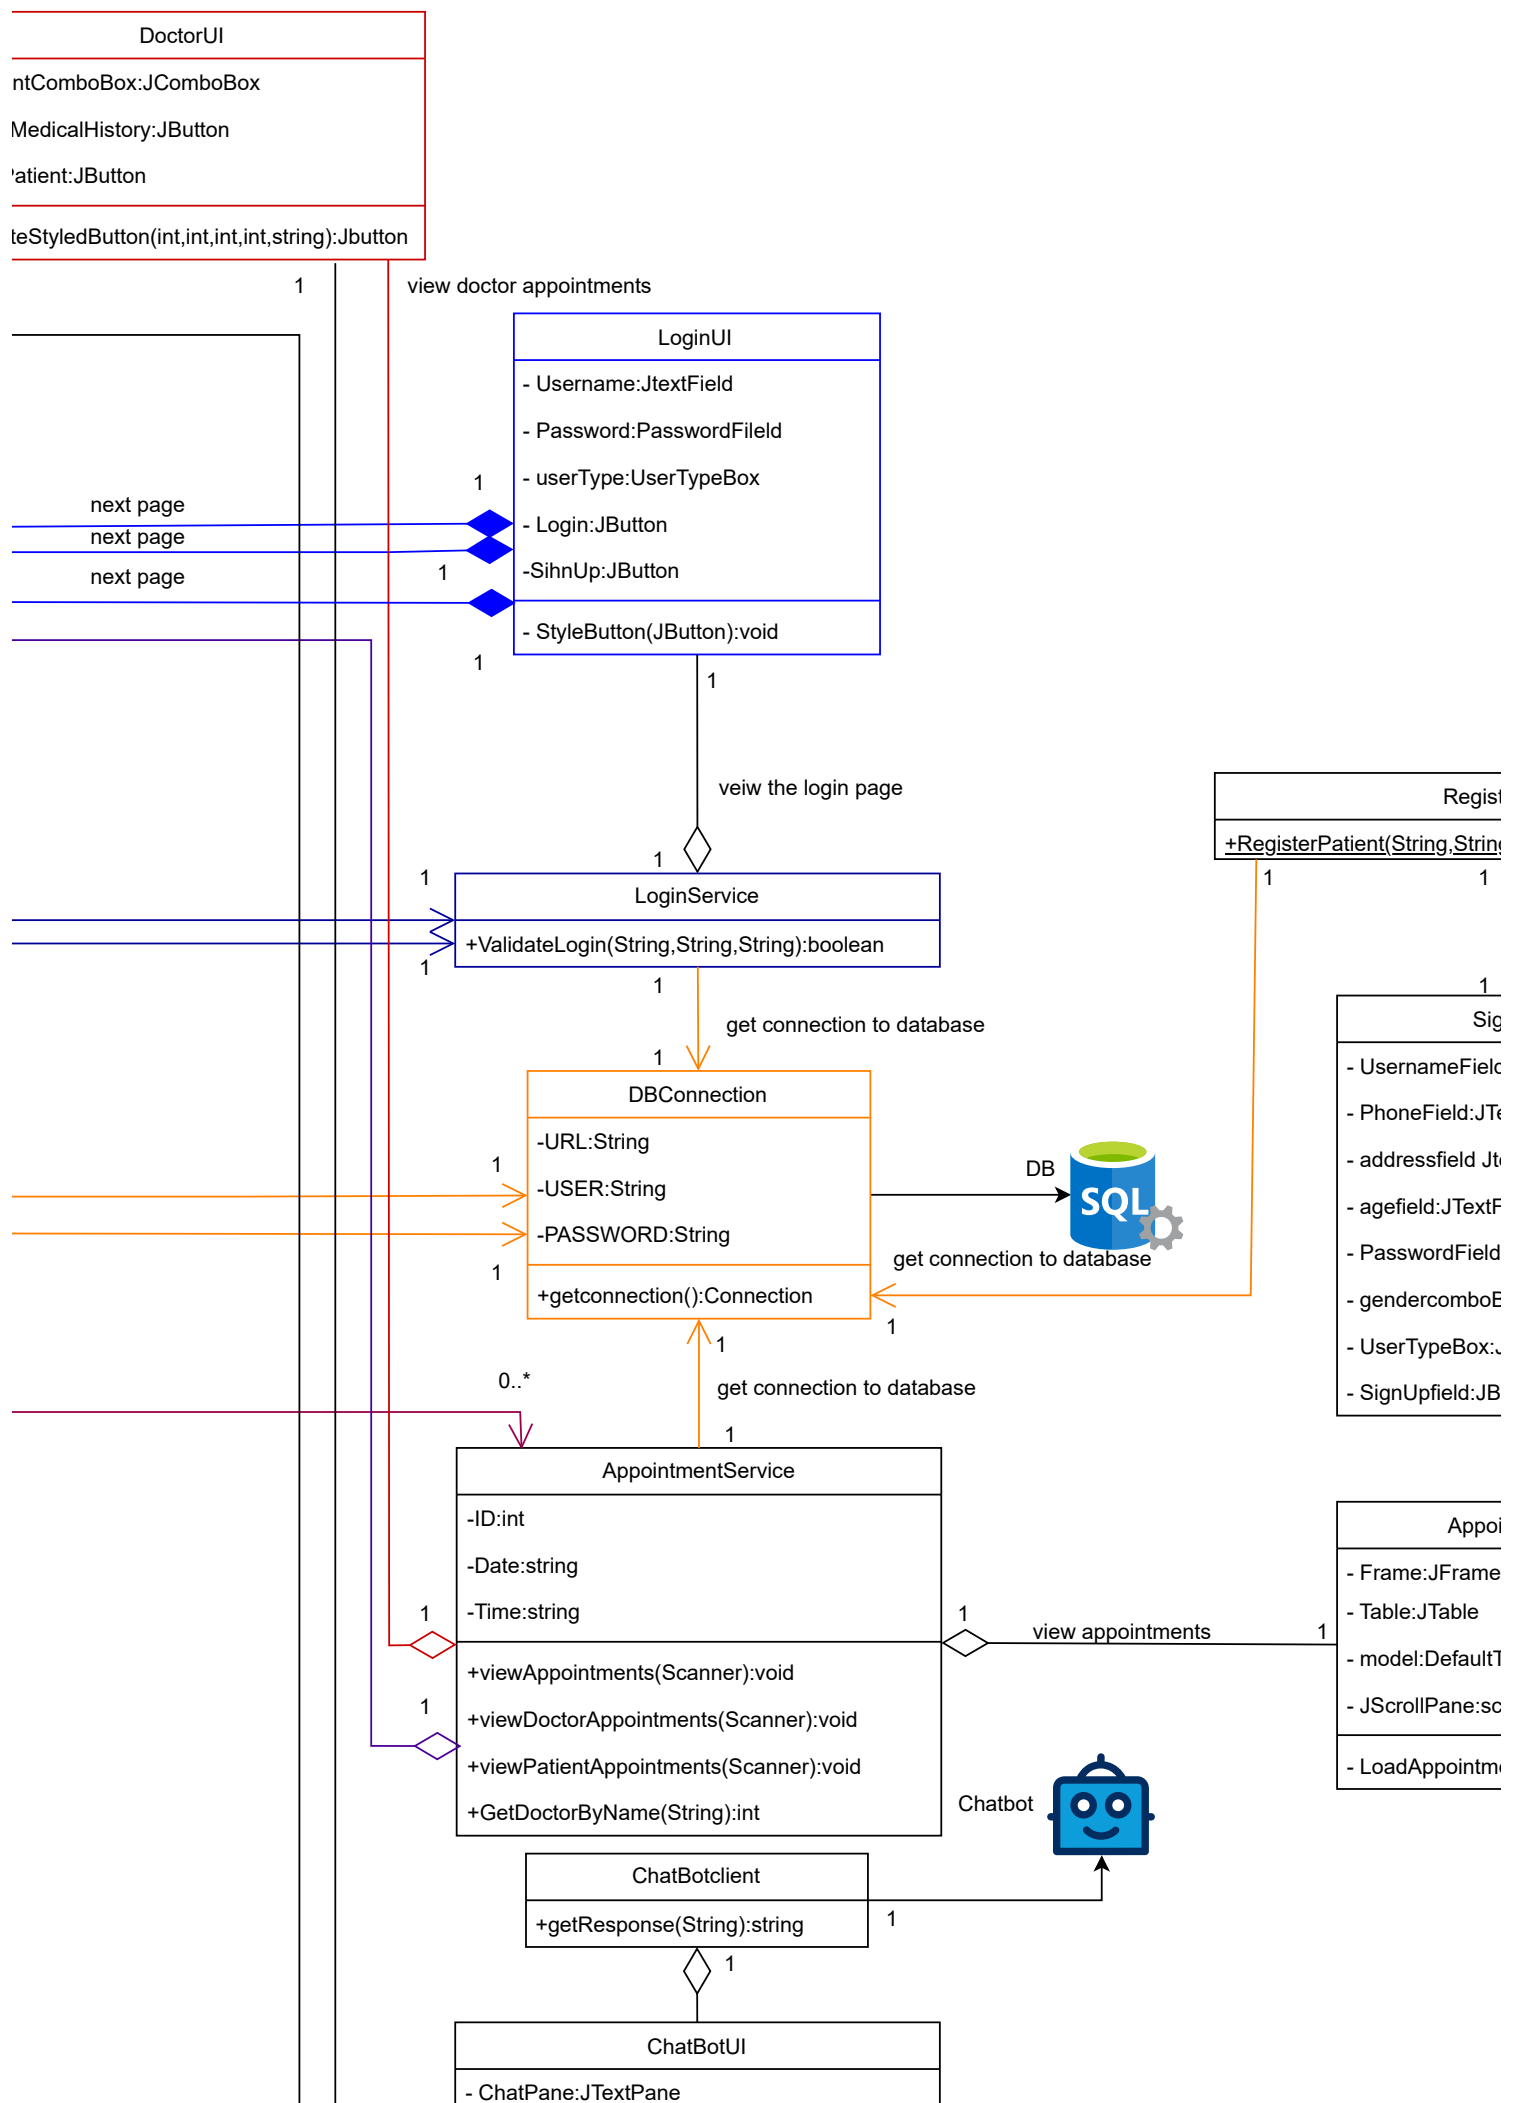 DoctorUI
ntComboBox:JComboBox
MedicalHistory:JButton
Patient:JButton
teStyledButton(int,int,int,int,string):Jbutton
1
view doctor appointments
LoginUI
- Username:JtextField
- Password:PasswordFileld
- userType:UserTypeBox
- Login:JButton
-SihnUp:JButton
- StyleButton(JButton):void
1
next page
next page
1
next page
1
1
veiw the login page
1
1
LoginService
+ValidateLogin(String,String,String):boolean
1
1
get connection to database
1
Regist
+RegisterPatient(String,String
1
1
1
Sig
- UsernameField
- PhoneField:JTe
- addressfield Jte
- agefield:JTextF
- PasswordField
- gendercomboB
- UserTypeBox:J
- SignUpfield:JB
DBConnection
-URL:String
-USER:String
-PASSWORD:String
+getconnection():Connection
1
1
DB
SQL
get connection to database
1
1
get connection to database
0..*
1
AppointmentService
-ID:int
-Date:string
-Time:string
+viewAppointments(Scanner):void
+viewDoctorAppointments(Scanner):void
+viewPatientAppointments(Scanner):void
+GetDoctorByName(String):int
1
1
1
view appointments
1
Appoi
- Frame:JFrame
- Table:JTable
- model:DefaultT
- JScrollPane:sc
- LoadAppointme
Chatbot
ChatBotclient
+getResponse(String):string
1
1
ChatBotUI
- ChatPane:JTextPane